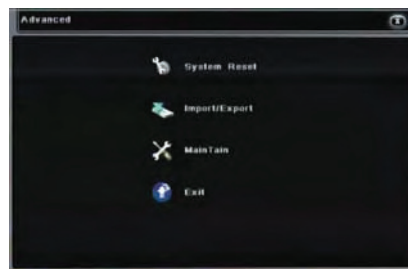 Advanced
System Reset
Import/Export
MainTain
Exit